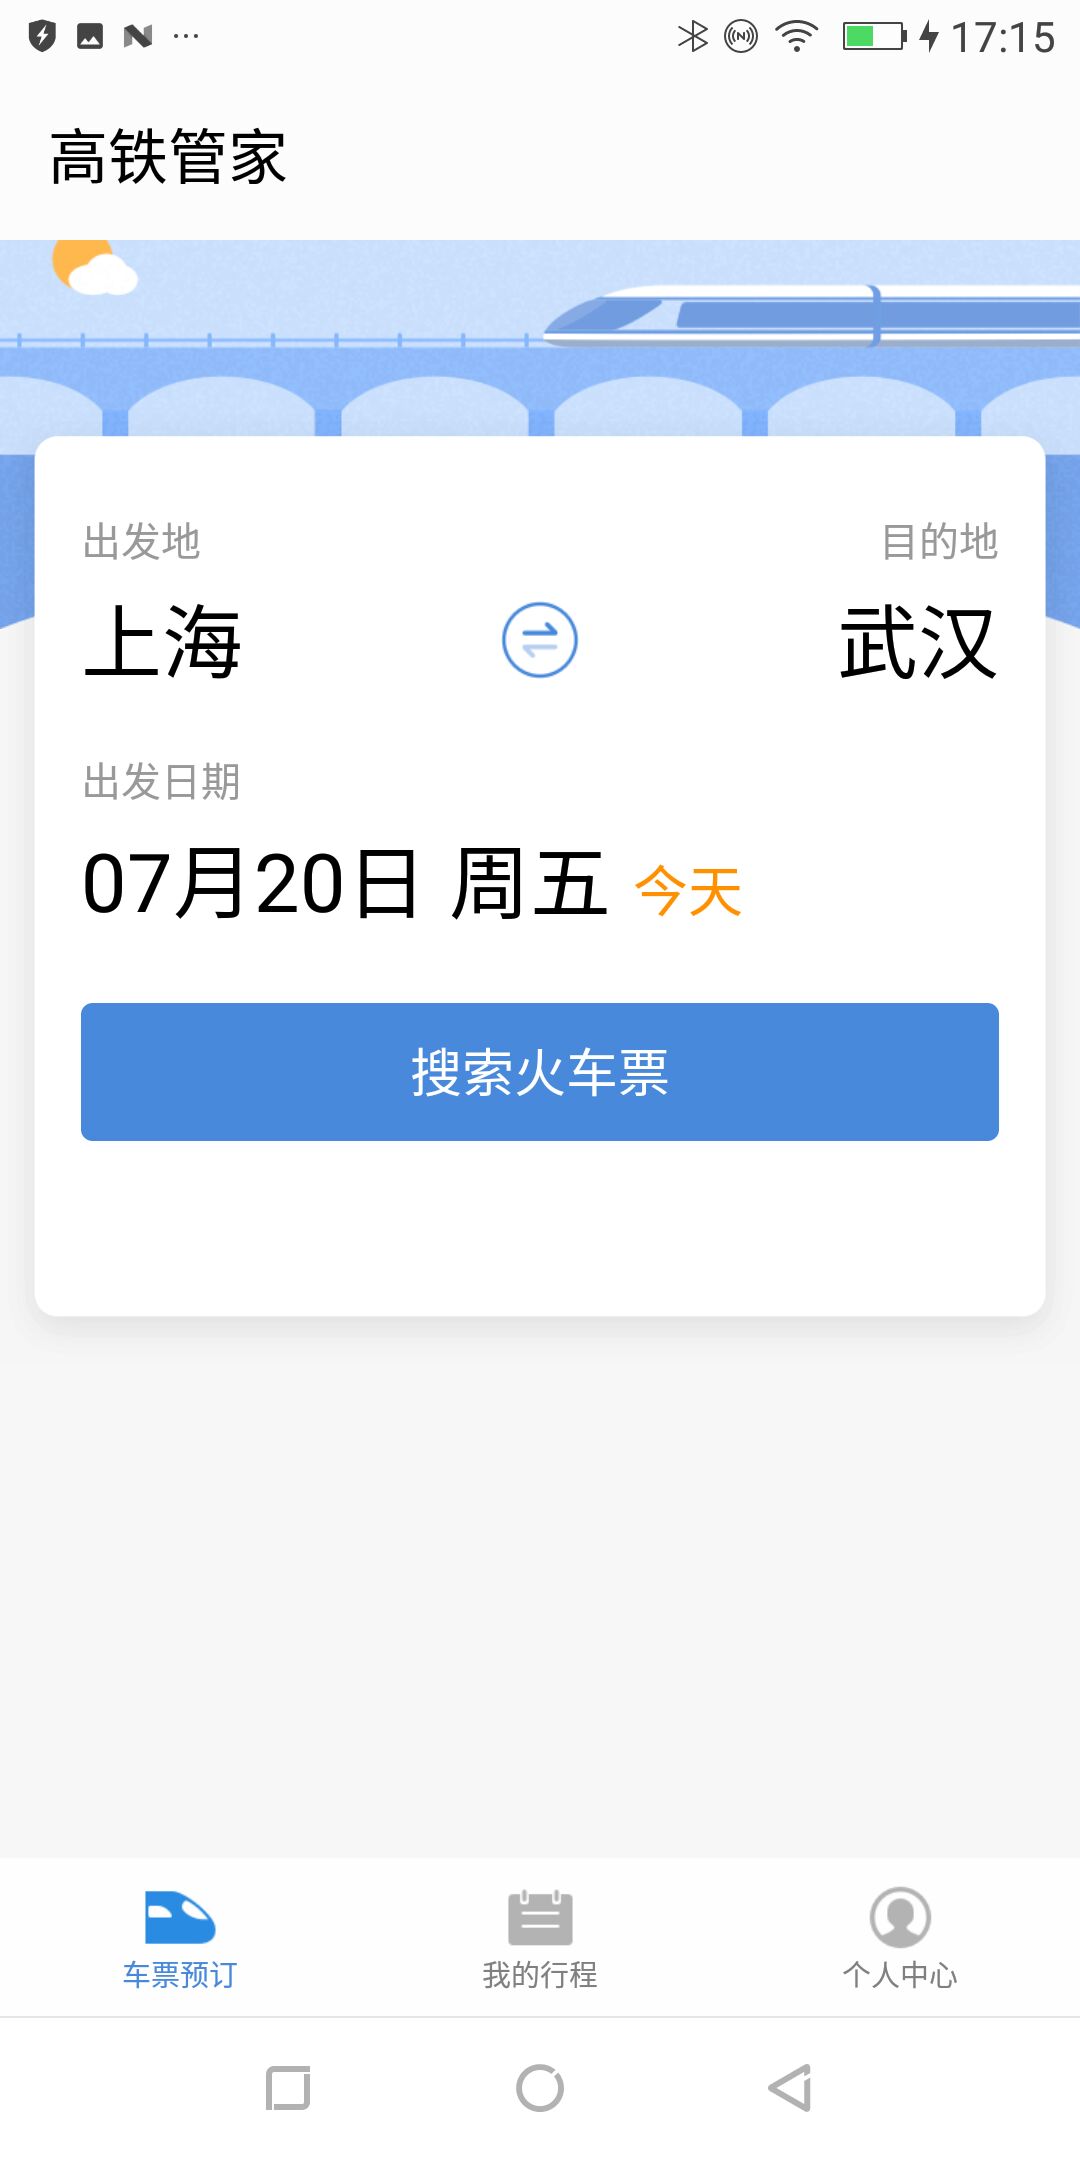 17:15
高铁管家
出发地 目的地
上海 武汉
出发日期
07月20日 周五 今天
搜索火车票
车票预订 我的行程 个人中心